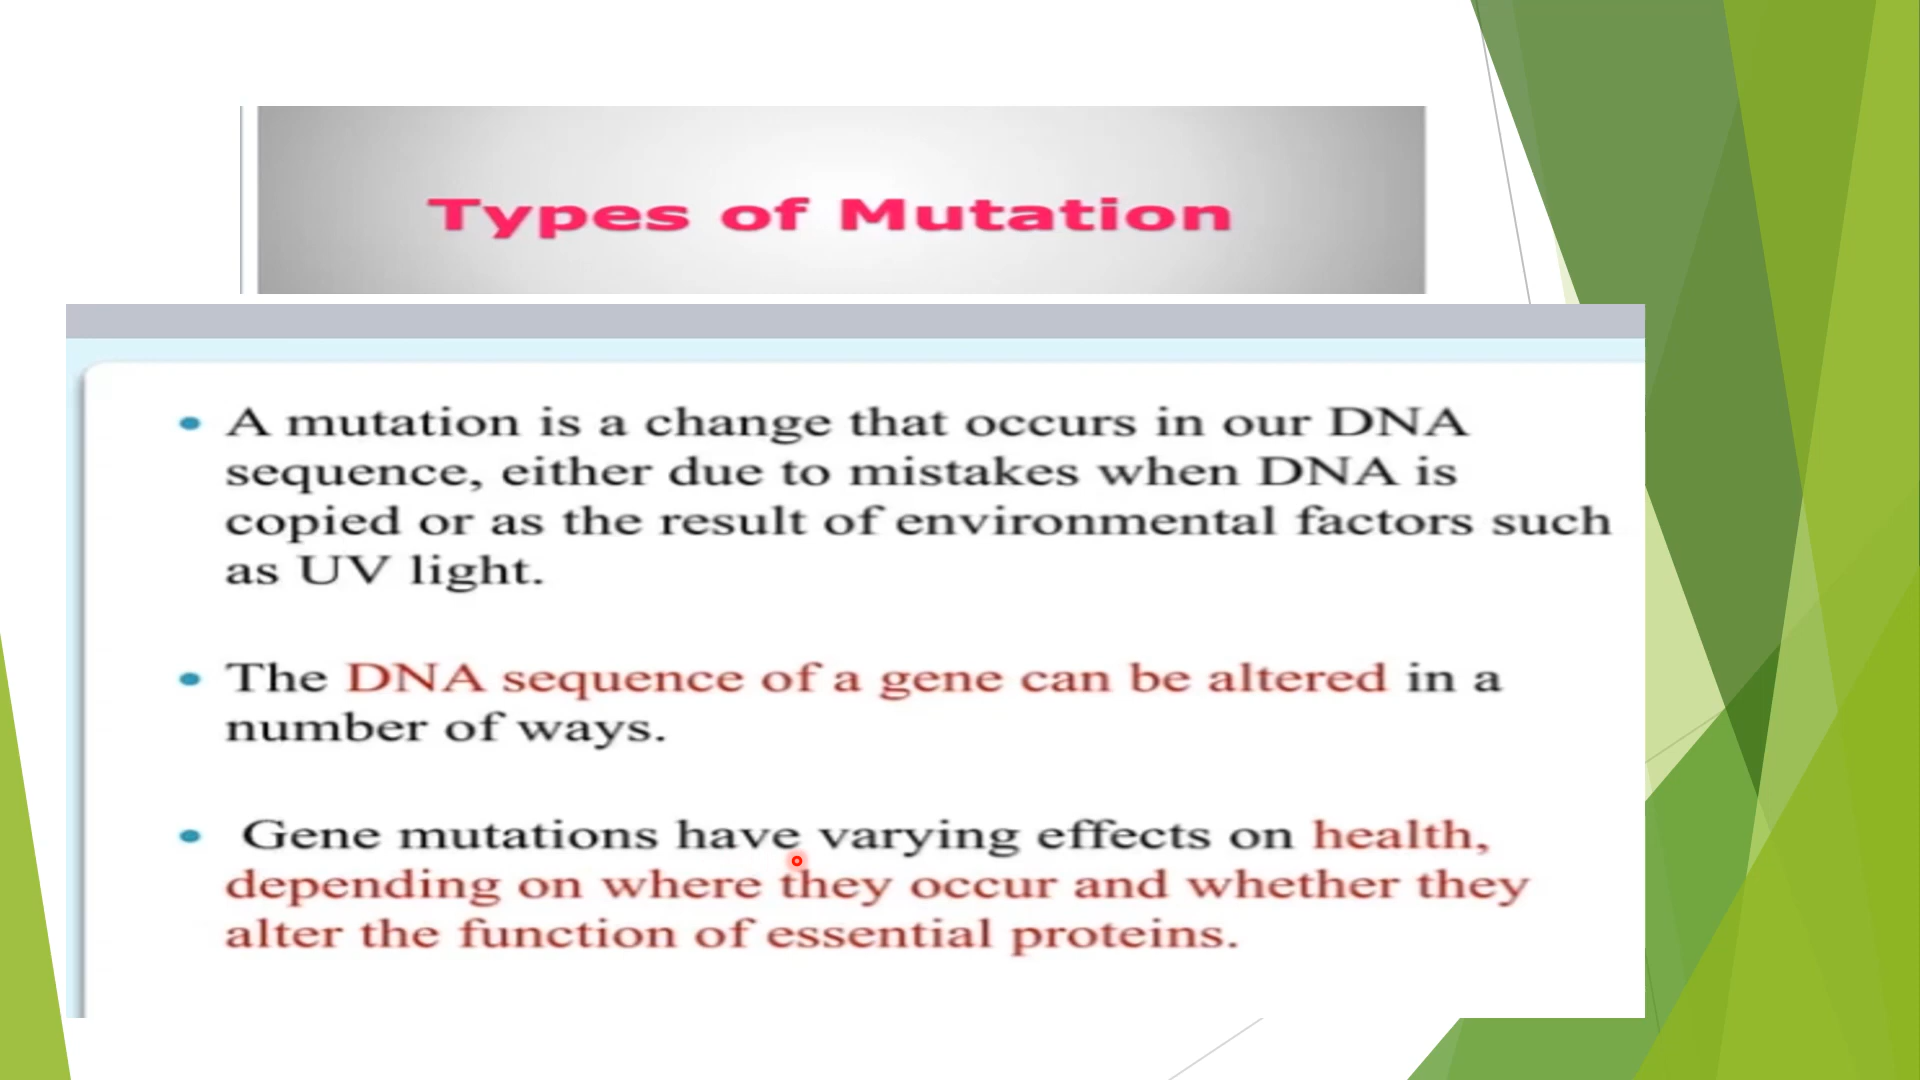 Types of Mutation
• A mutation is a change that occurs in our DNA
sequence, either due to mistakes when DNA is
copied or as the result of environmental factors such
as UV light.
• The DNA sequence of a gene can be altered in a
number of ways.
• Gene mutations have varying effects on health,
depending on where they occur and whether they
alter the function of essential proteins.